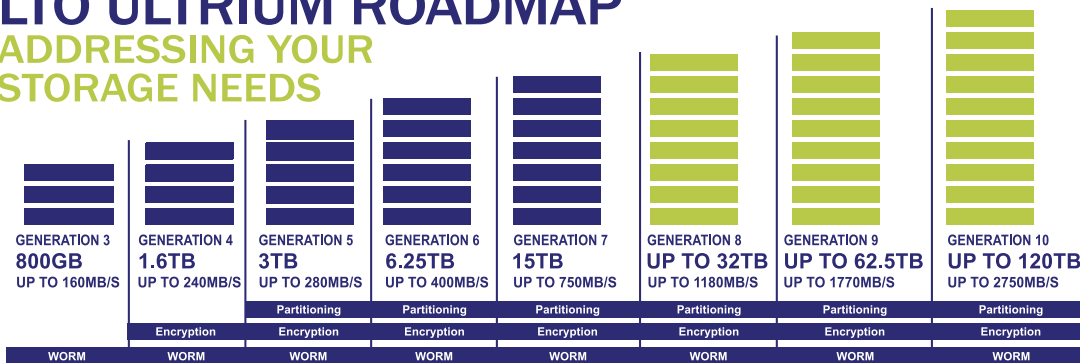 LTO ULTRIUM ROADMAP
ADDRESSING YOUR
STORAGE NEEDS
GENERATION 3
800GB
UP TO 160MB/S
GENERATION 4
1.6TB
UP TO 240MB/S
GENERATION 5
3TB
UP TO 280MB/S
GENERATION 6
6.25TB
UP TO 400MB/S
GENERATION 7
15TB
UP TO 750MB/S
GENERATION 8
UP TO 32TB
UP TO 1180MB/S
GENERATION 9
UP TO 62.5TB
UP TO 1770MB/S
GENERATION 10
UP TO 120TB
UP TO 2750MB/S
Partitioning Partitioning Partitioning Partitioning Partitioning Partitioning
Encryption Encryption Encryption Encryption Encryption Encryption Encryption
WORM WORM WORM WORM WORM WORM WORM WORM